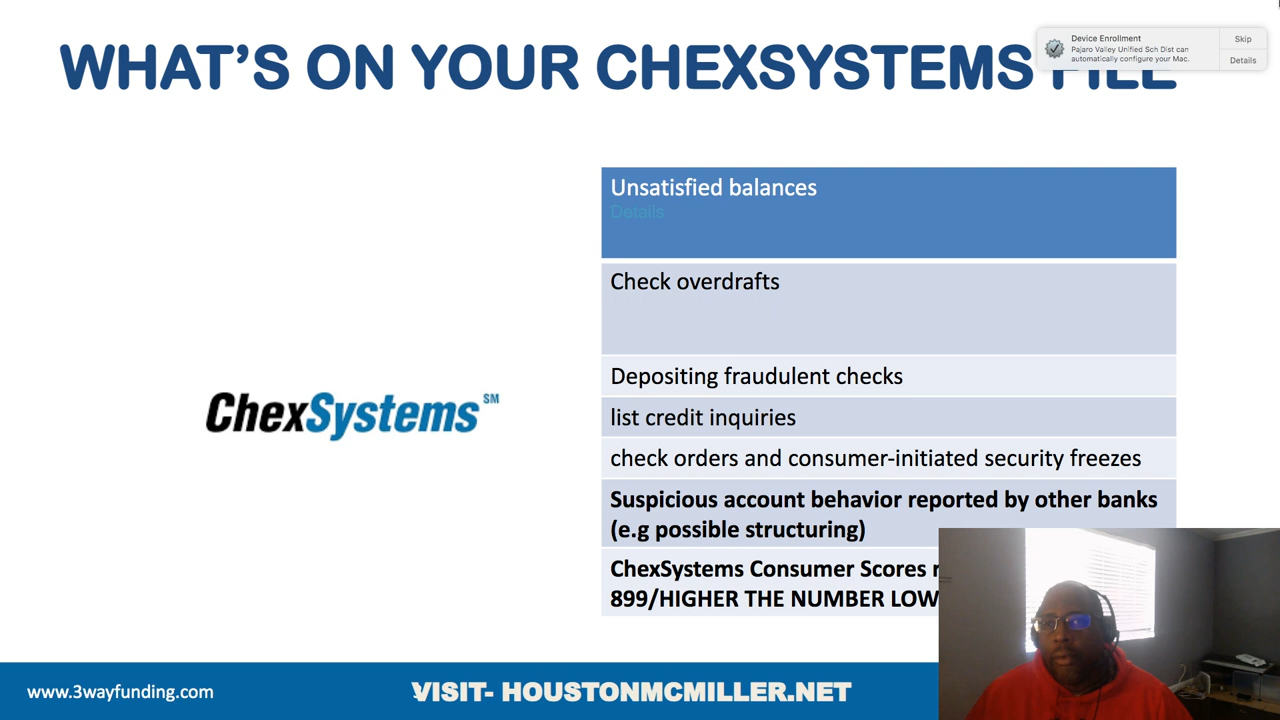 WHAT'S ON YOUR CHEXSYSTEMS
Device Enrollment
Pajaro Valley Unified Sch Dist can
automatically configure your Mac.
Skip
Details
Unsatisfied balances
Details
Check overdrafts
Depositing fraudulent checks
list credit inquiries
check orders and consumer-initiated security freezes
Suspicious account behavior reported by other banks
(e.g possible structuring)
ChexSystems Consumer Scores
899/HIGHER THE NUMBER LOW
ChexSystems SM
www.3wayfunding.com
VISIT- HOUSTONMCMILLER.NET